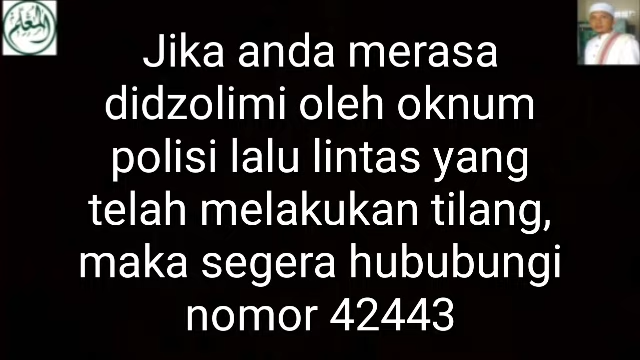 Jika anda merasa
didzolimi oleh oknum
polisi lalu lintas yang
telah melakukan tilang,
maka segera hububungi
nomor 42443